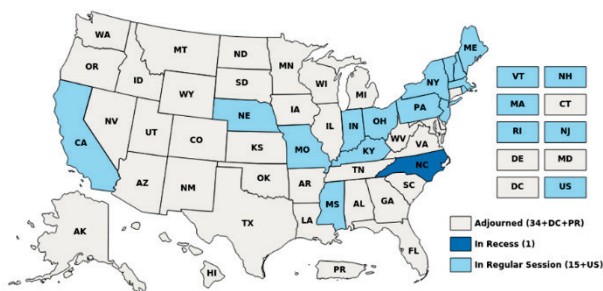 WA
MT
ND
MN
ME
OR
ID
SD
WI
MI
NY
WY
IA
NE
PA
NV
UT
CO
IL
IN
OH
WV
VA
CA
KS
MO
KY
NC
AZ
NM
OK
AR
TN
SC
MS
AL
GA
TX
LA
FL
AK
HI
PR
VT NH
MA CT
RI NJ
DE MD
DC US
Adjourned (34+DC+PR)
In Recess (1)
In Regular Session (15+US)